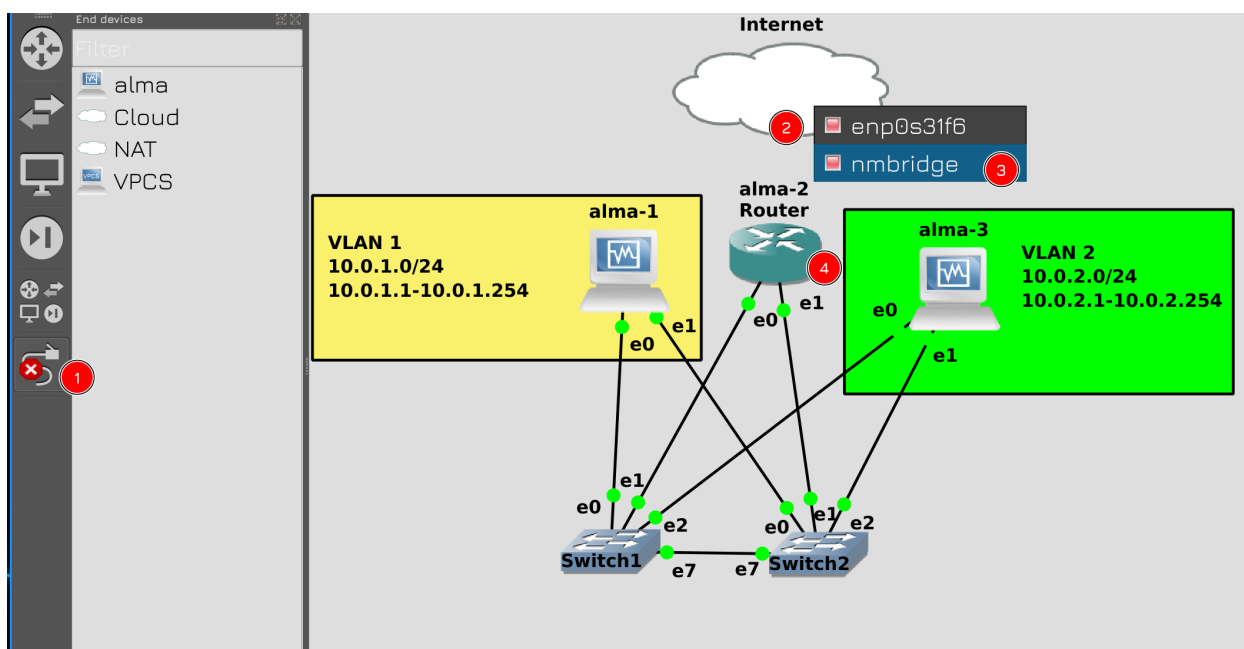 End devices
Filter
alma
Cloud
NAT
VPCS
1
Internet
2
enp0s31f6
nmbridge
3
alma-2
Router
4
VLAN 1
10.0.1.0/24
10.0.1.1-10.0.1.254
alma-1
e0
e1
e0
e1
alma-3
VLAN 2
10.0.2.0/24
10.0.2.1-10.0.2.254
e0
e1
e0
e1
e2
Switch1
e7
e0
e1
e2
e7
Switch2